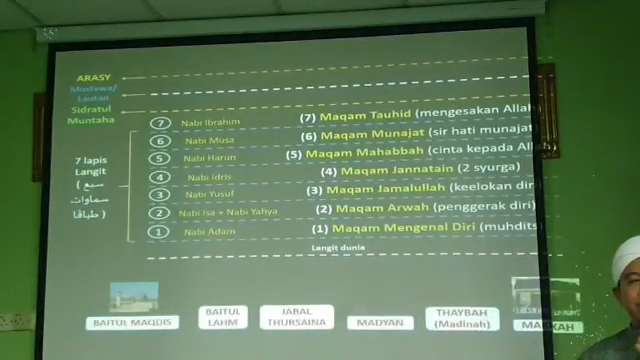 ARASY
Mustawa/
Lautan
Sidratul
Muntaha
7 lapis
Langit
( سبع
سماوات
طباقا )
7 Nabi Ibrahim (7) Maqam Tauhid (mengesakan Allah
6 Nabi Musa (6) Maqam Munajat (sir hati munajat
5 Nabi Harun (5) Maqam Mahabbah (cinta kepada All
4 Nabi Idris (4) Maqam Jannatain (2 syurga)
3 Nabi Yusuf (3) Maqam Jamalullah (keelokan diri)
2 Nabi Isa + Nabi Yahya (2) Maqam Arwah (penggerak diri)
1 Nabi Adam (1) Maqam Mengenal Diri (muhdits
Langit dunia
BAITUL MAQDIS
BAITUL
LAHM
JABAL
THURSAINA
MADYAN
THAYBAH
(Madinah)
MAKKAH